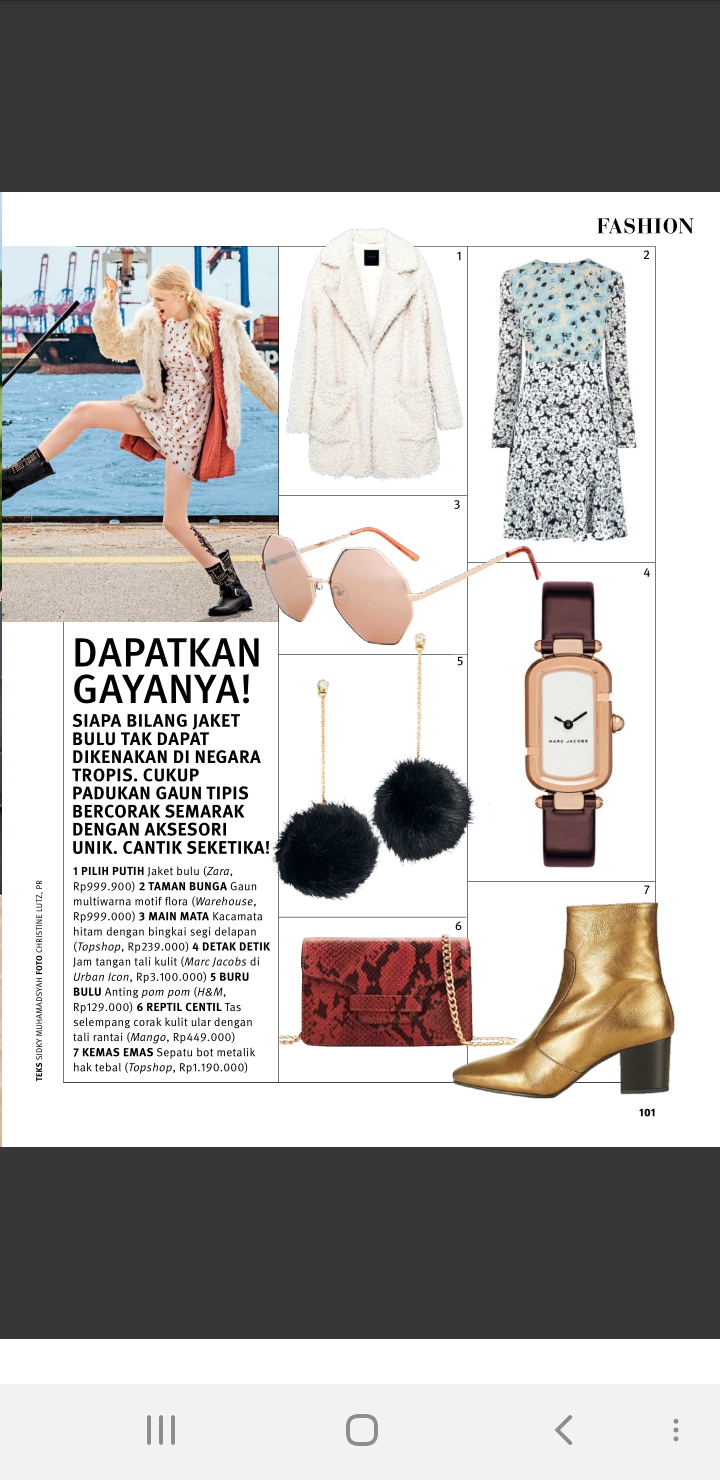 FASHION
1
2
3
4
5
6
7
MARC JACOBS
DAPATKAN
GAYANYA!
SIAPA BILANG JAKET
BULU TAK DAPAT
DIKENAKAN DI NEGARA
TROPIS. CUKUP
PADUKAN GAUN TIPIS
BERCORAK SEMARAK
DENGAN AKSESORI
UNIK. CANTIK SEKETIKA!
1 PILIH PUTIH Jaket bulu (Zara,
Rp999.900) 2 TAMAN BUNGA Gaun
multiwarna motif flora (Warehouse,
Rp999.000) 3 MAIN MATA Kacamata
hitam dengan bingkai segi delapan
(Topshop, Rp239.000) 4 DETAK DETIK
Jam tangan tali kulit (Marc Jacobs di
Urban Icon, Rp3.100.000) 5 BURU
BULU Anting pom pom (H&M,
Rp129.000) 6 REPTIL CENTIL Tas
selempang corak kulit ular dengan
tali rantai (Mango, Rp449.000)
7 KEMAS EMAS Sepatu bot metalik
hak tebal (Topshop, Rp1.190.000)
TEKS SIDKY MUHAMADSYAH FOTO CHRISTINE LUTZ, PR
101